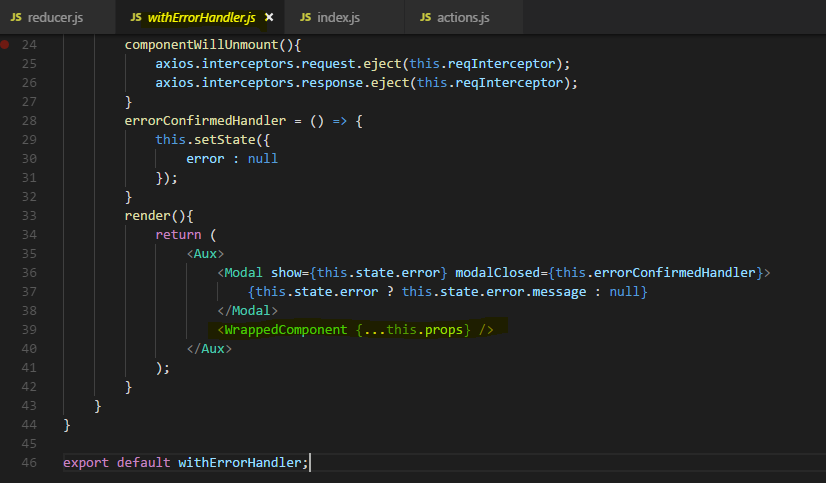 JS reducer.js JS withErrorHandler.js × JS index.js JS actions.js
24 componentWillUnmount(){
25 axios.interceptors.request.eject(this.reqInterceptor);
26 axios.interceptors.response.eject(this.reqInterceptor);
27 }
28 errorConfirmedHandler = () => {
29 this.setState({
30 error : null
31 });
32 }
33 render(){
34 return (
35 <Aux>
36 <Modal show={this.state.error} modalClosed={this.errorConfirmedHandler}>
37 {this.state.error ? this.state.error.message : null}
38 </Modal>
39 <WrappedComponent {...this.props} />
40 </Aux>
41 );
42 }
43 }
44 }
45
46 export default withErrorHandler;